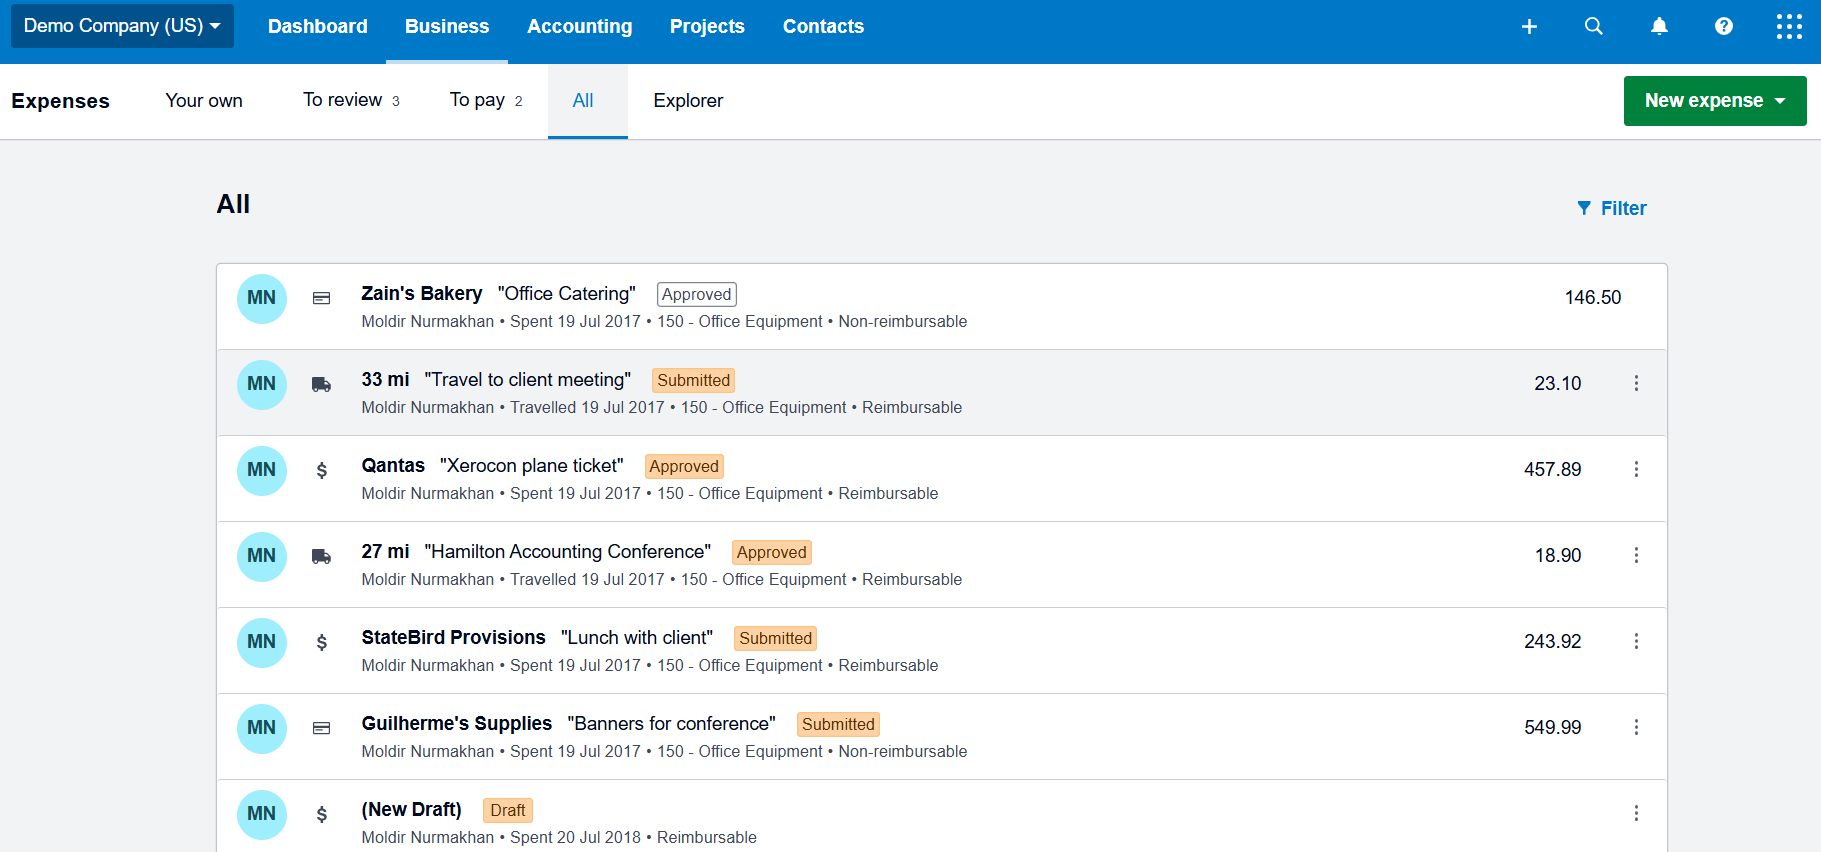 Demo Company (US) Dashboard Business Accounting Projects Contacts
Expenses Your own To review 3 To pay 2 All Explorer New expense
All Filter
MN Zain's Bakery "Office Catering" Approved 146.50
Moldir Nurmakhan • Spent 19 Jul 2017 • 150 - Office Equipment • Non-reimbursable
MN 33 mi "Travel to client meeting" Submitted 23.10
Moldir Nurmakhan • Travelled 19 Jul 2017 • 150 - Office Equipment • Reimbursable
MN $ Qantas "Xerocon plane ticket" Approved 457.89
Moldir Nurmakhan • Spent 19 Jul 2017 • 150 - Office Equipment • Reimbursable
MN 27 mi "Hamilton Accounting Conference" Approved 18.90
Moldir Nurmakhan • Travelled 19 Jul 2017 • 150 - Office Equipment • Reimbursable
MN $ StateBird Provisions "Lunch with client" Submitted 243.92
Moldir Nurmakhan • Spent 19 Jul 2017 • 150 - Office Equipment • Reimbursable
MN Guilherme's Supplies "Banners for conference" Submitted 549.99
Moldir Nurmakhan • Spent 19 Jul 2017 • 150 - Office Equipment • Non-reimbursable
MN $ (New Draft) Draft
Moldir Nurmakhan • Spent 20 Jul 2018 • Reimbursable